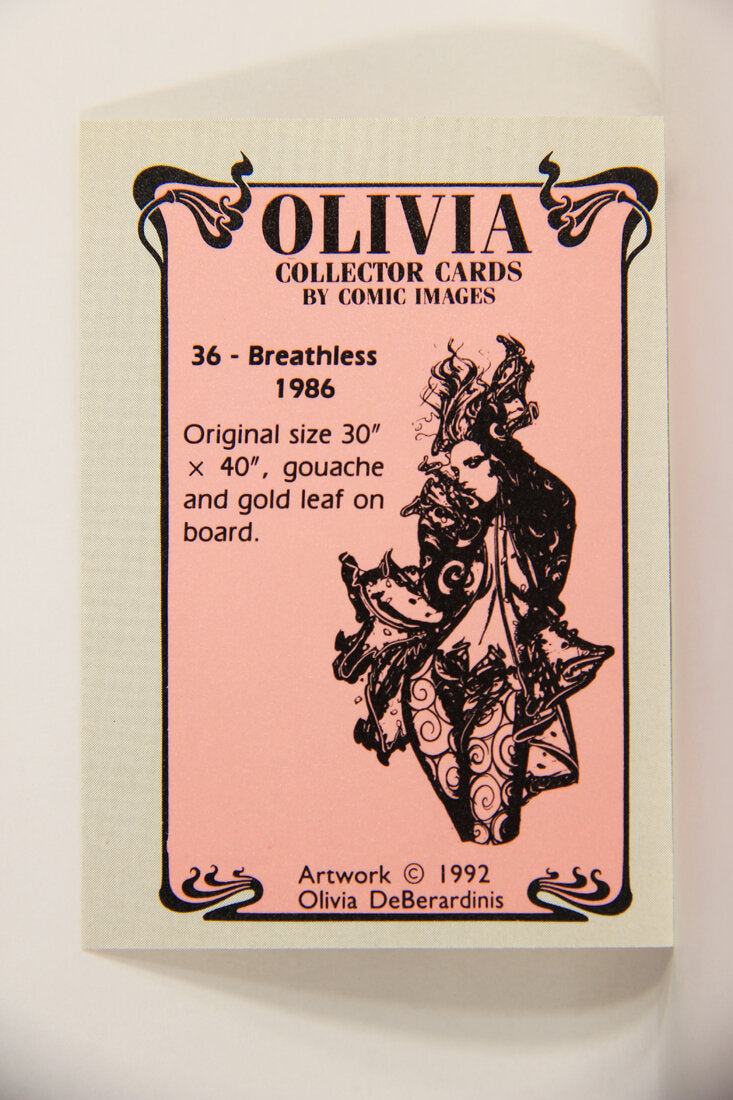 OLIVIA
COLLECTOR CARDS
BY COMIC IMAGES
36 - Breathless
1986
Original size 30"
x 40", gouache
and gold leaf on
board.
Artwork © 1992
Olivia DeBerardinis